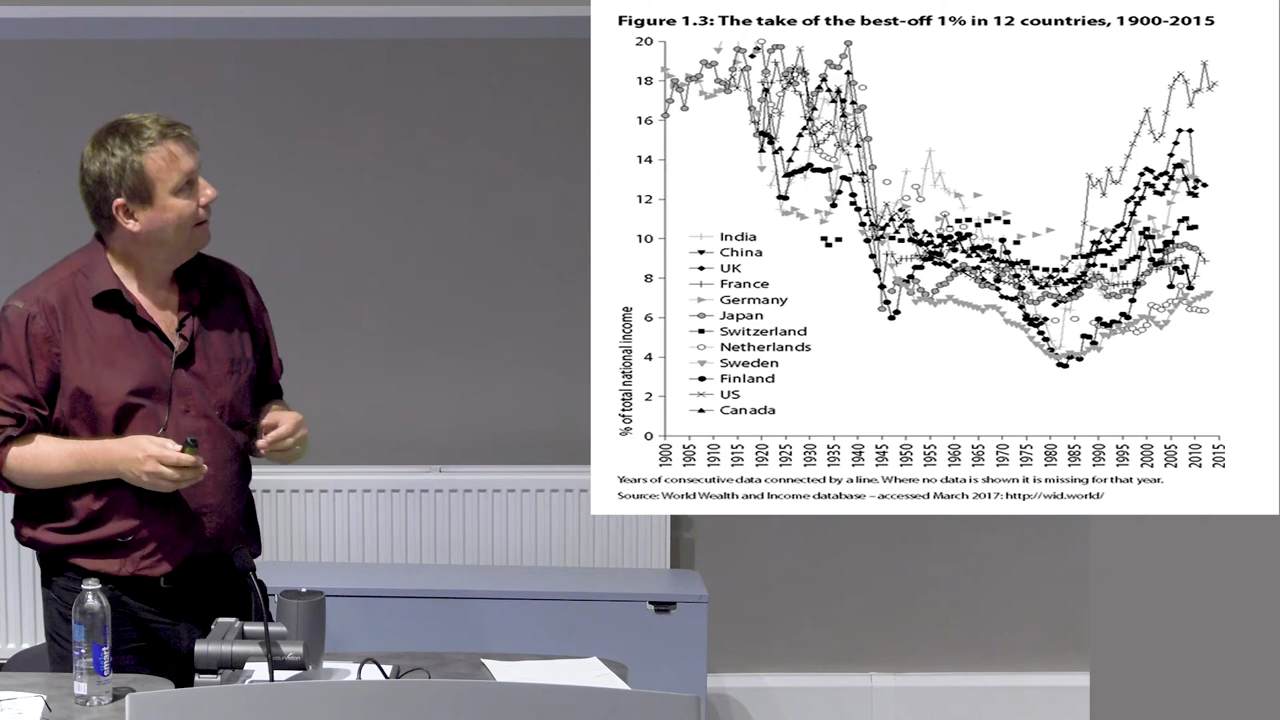 Figure 1.3: The take of the best-off 1% in 12 countries, 1900-2015
% of total national income
20
18
16
14
12
10
8
6
4
2
0
India
China
UK
France
Germany
Japan
Switzerland
Netherlands
Sweden
Finland
US
Canada
1900 1905 1910 1915 1920 1925 1930 1935 1940 1945 1950 1955 1960 1965 1970 1975 1980 1985 1990 1995 2000 2005 2010 2015
Years of consecutive data connected by a line. Where no data is shown it is missing for that year.
Source: World Wealth and Income database – accessed March 2017: http://wid.world/
smart